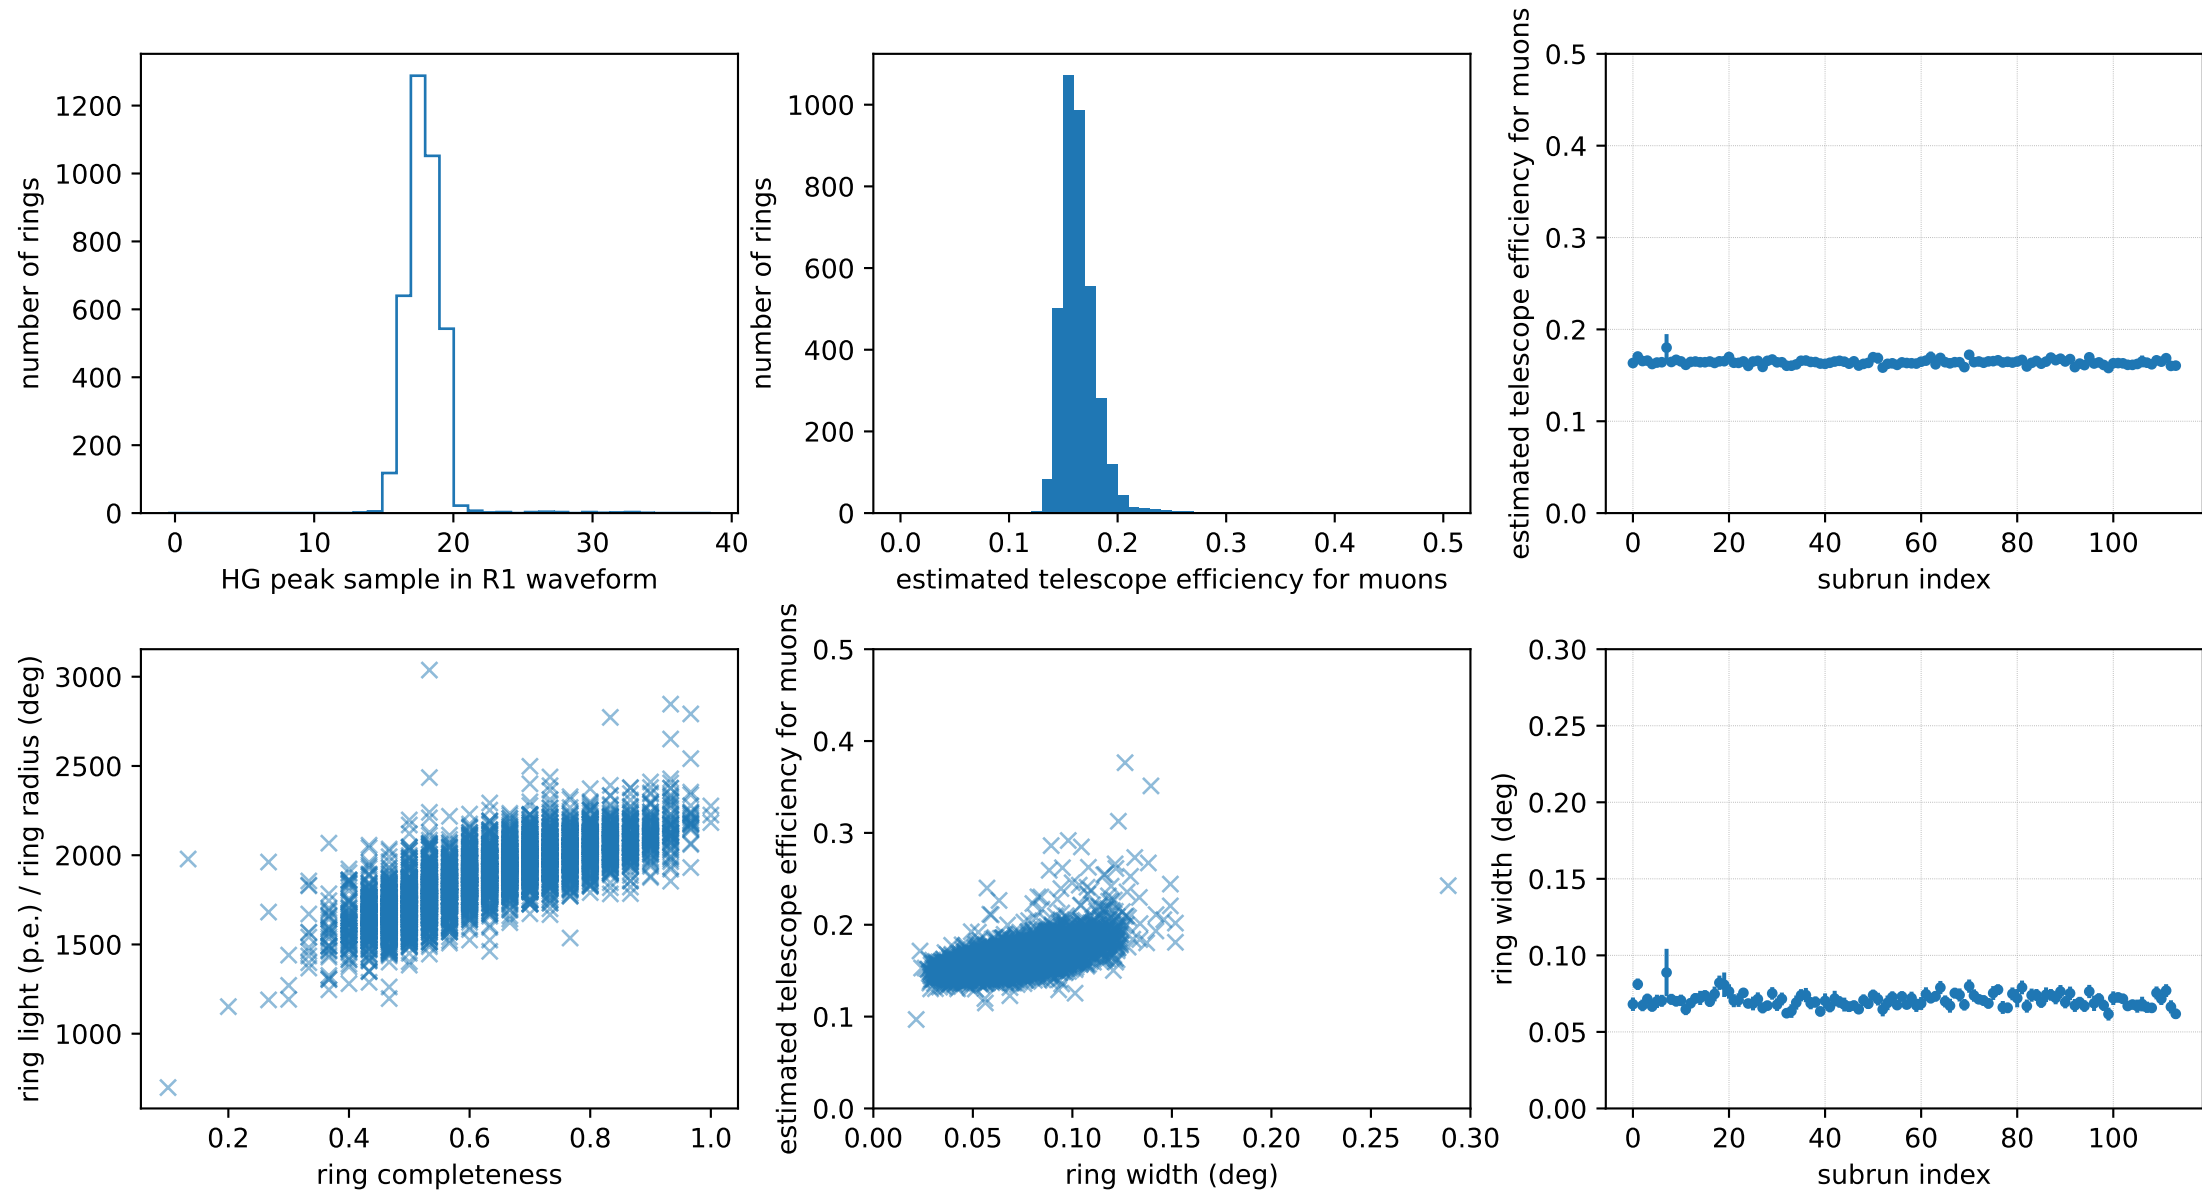 number of rings
0
200
400
600
800
1000
1200
0 10 20 30 40
HG peak sample in R1 waveform
number of rings
0
200
400
600
800
1000
0.0 0.1 0.2 0.3 0.4 0.5
estimated telescope efficiency for muons
estimated telescope efficiency for muons
0.5
0.4
0.3
0.2
0.1
0.0
0 20 40 60 80 100
subrun index
ring light (p.e.) / ring radius (deg)
3000
2500
2000
1500
1000
0.2 0.4 0.6 0.8 1.0
ring completeness
estimated telescope efficiency for muons
0.5
0.4
0.3
0.2
0.1
0.0
0.00 0.05 0.10 0.15 0.20 0.25 0.30
ring width (deg)
ring width (deg)
0.30
0.25
0.20
0.15
0.10
0.05
0.00
0 20 40 60 80 100
subrun index